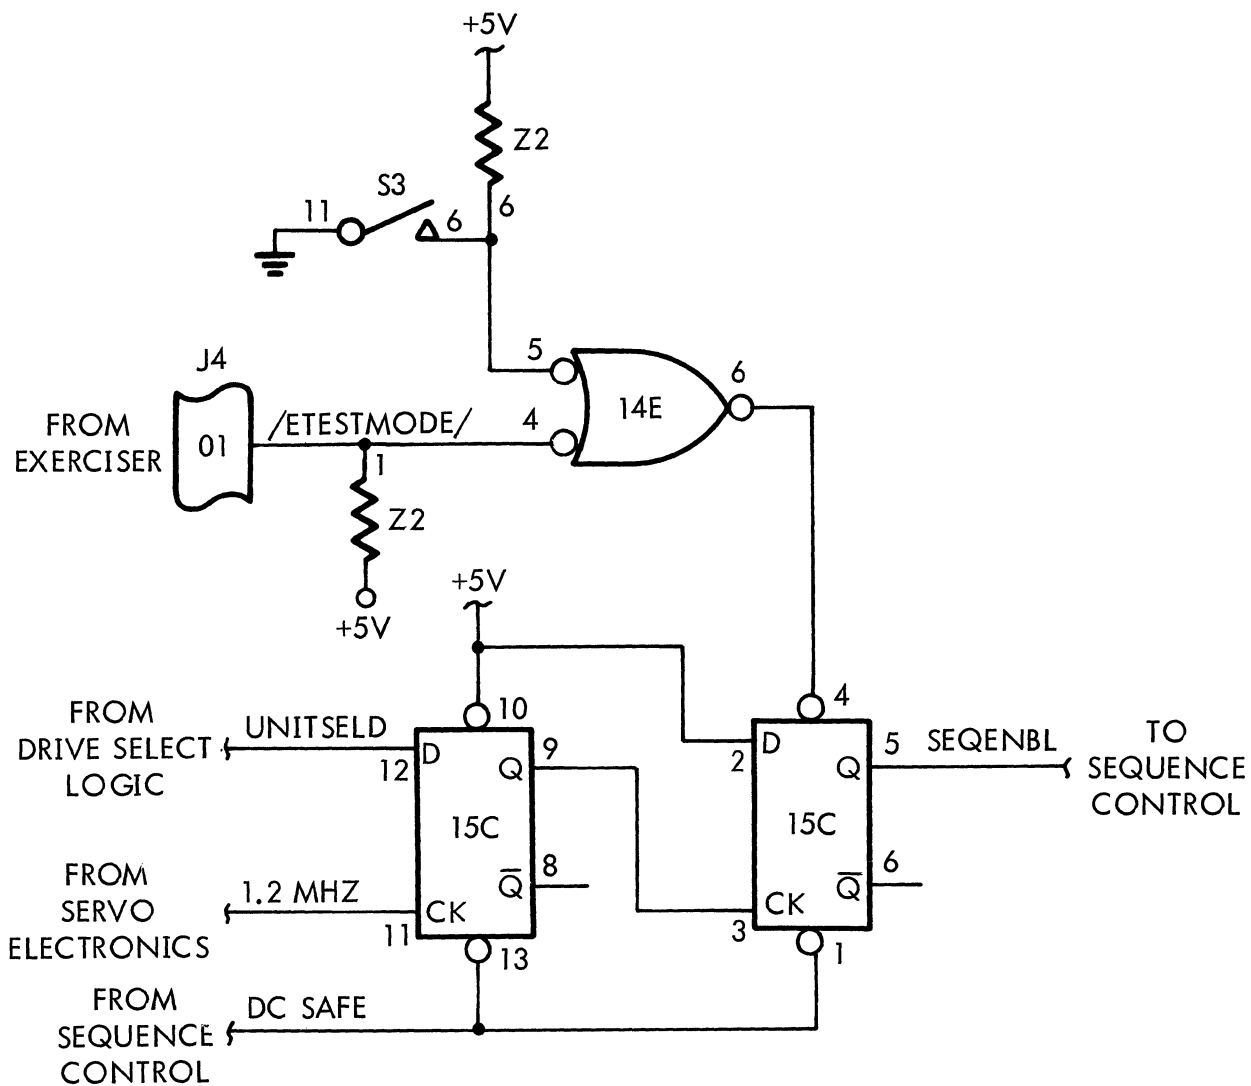 +5V
Z2
S3
11
6
6
J4
5
6
14E
FROM
EXERCISER
01
/ETESTMODE/
4
1
Z2
+5V
+5V
10
4
FROM
DRIVE SELECT
LOGIC
UNITSELD
12
D
Q
9
2
D
Q
5
SEQENBL
TO
SEQUENCE
CONTROL
15C
15C
Q̅
8
Q̅
6
FROM
SERVO
ELECTRONICS
1.2 MHZ
11
CK
3
CK
13
1
FROM
SEQUENCE
CONTROL
DC SAFE